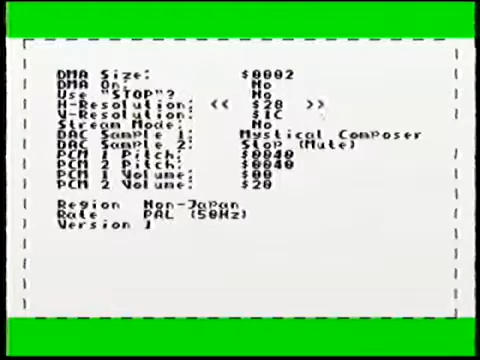 DMA Size: $0002
DMA On: No
Use "STOP"? No
H-Resolution: << $20 >>
V-Resolution: $1C
Stream Mode: No
DAC Sample 1: Mystical Composer
DAC Sample 2: Stop (Mute)
PCM 1 Pitch: $0040
PCM 2 Pitch: $0040
PCM 1 Volume: $00
PCM 2 Volume: $20
Region Non-Japan
Rate PAL (50Hz)
Version 1